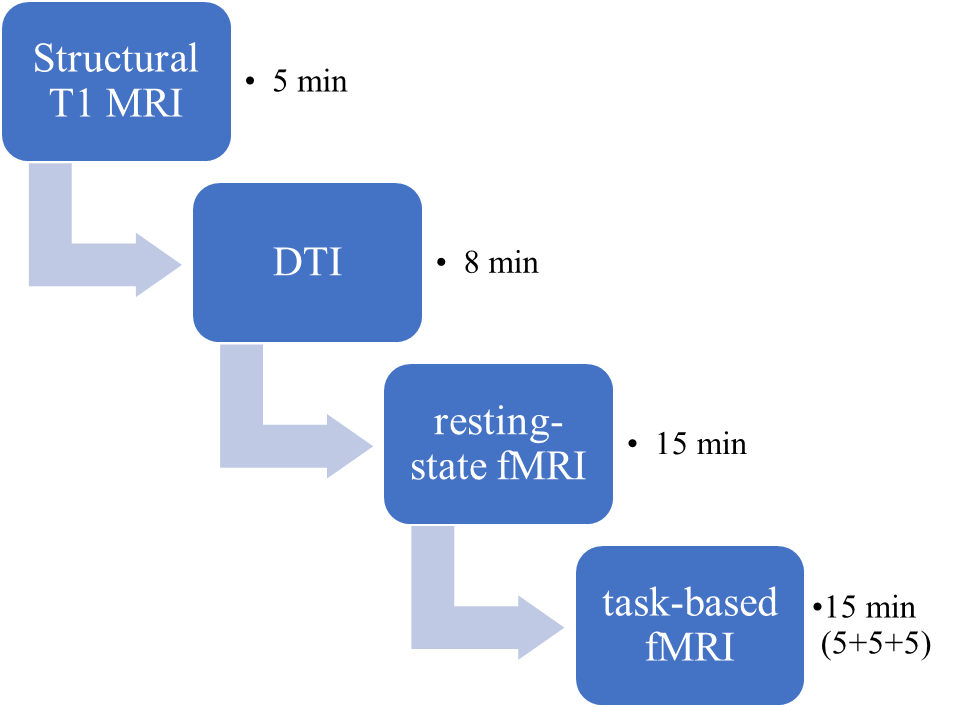 Structural
T1 MRI
• 5 min
DTI
• 8 min
resting-
state fMRI
• 15 min
task-based
fMRI
•15 min
(5+5+5)